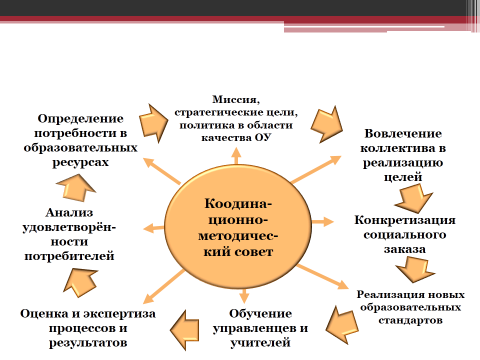 Миссия,
стратегические цели,
политика в области
качества ОУ
Вовлечение
коллектива в
реализацию
целей
Конкретизация
социального
заказа
Реализация новых
образовательных
стандартов
Обучение
управленцев и
учителей
Оценка и экспертиза
процессов и
результатов
Анализ
удовлетворён-
ности
потребителей
Определение
потребности в
образовательных
ресурсах
Коодина-
ционно-
методичес-
кий совет